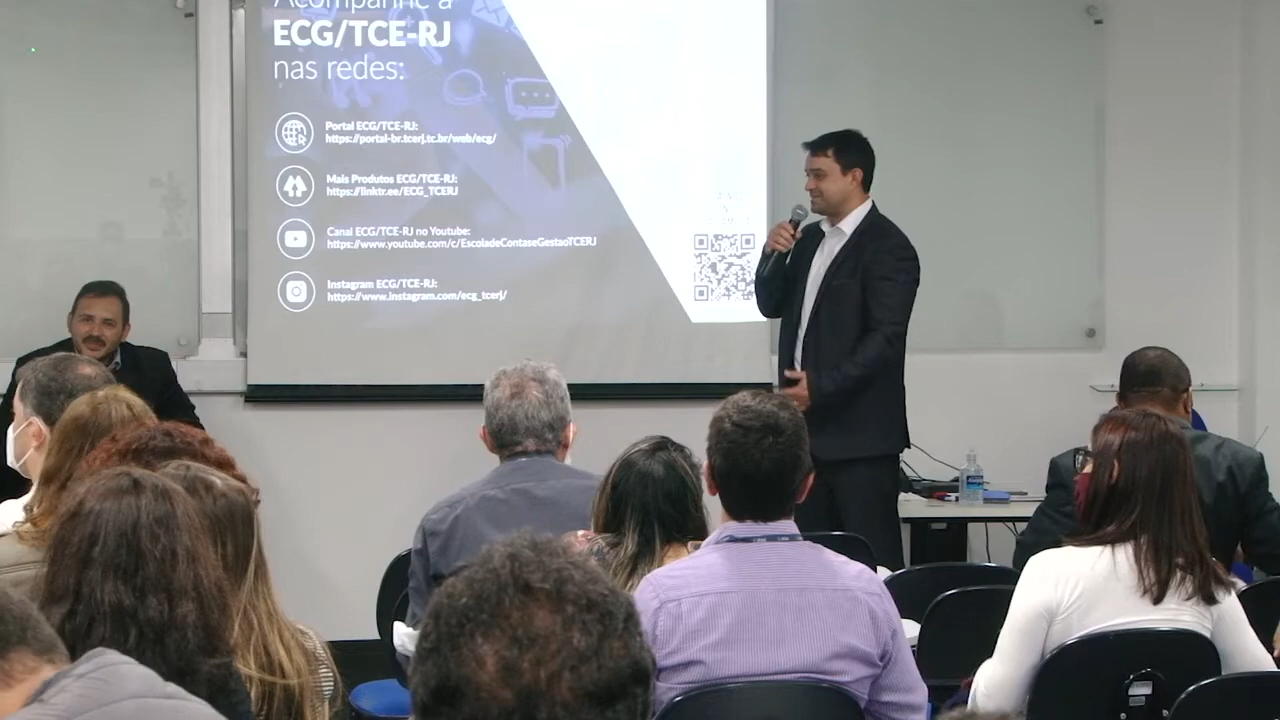 Acompanhe a
ECG/TCE-RJ
nas redes:
Portal ECG/TCE-RJ:
https://portal-br.tcerj.tc.br/web/ecg/
Mais Produtos ECG/TCE-RJ:
https://linktr.ee/ECG_TCERJ
Canal ECG/TCE-RJ no Youtube:
https://www.youtube.com/c/EscoladeContaseGestaoTCERJ
Instagram ECG/TCE-RJ:
https://www.instagram.com/ecg_tcerj/